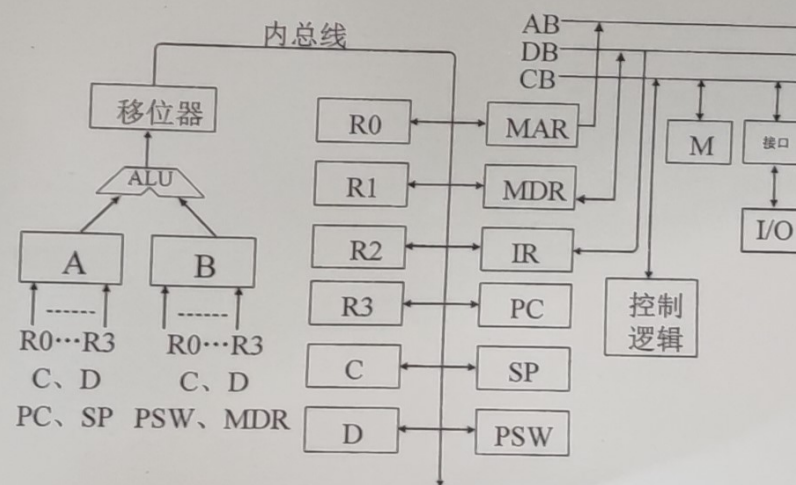 内总线
AB
DB
CB
移位器
ALU
A
B
R0…R3
C、D
PC、SP
R0…R3
C、D
PSW、MDR
R0
R1
R2
R3
C
D
MAR
MDR
IR
PC
SP
PSW
M
接口
I/O
控制
逻辑